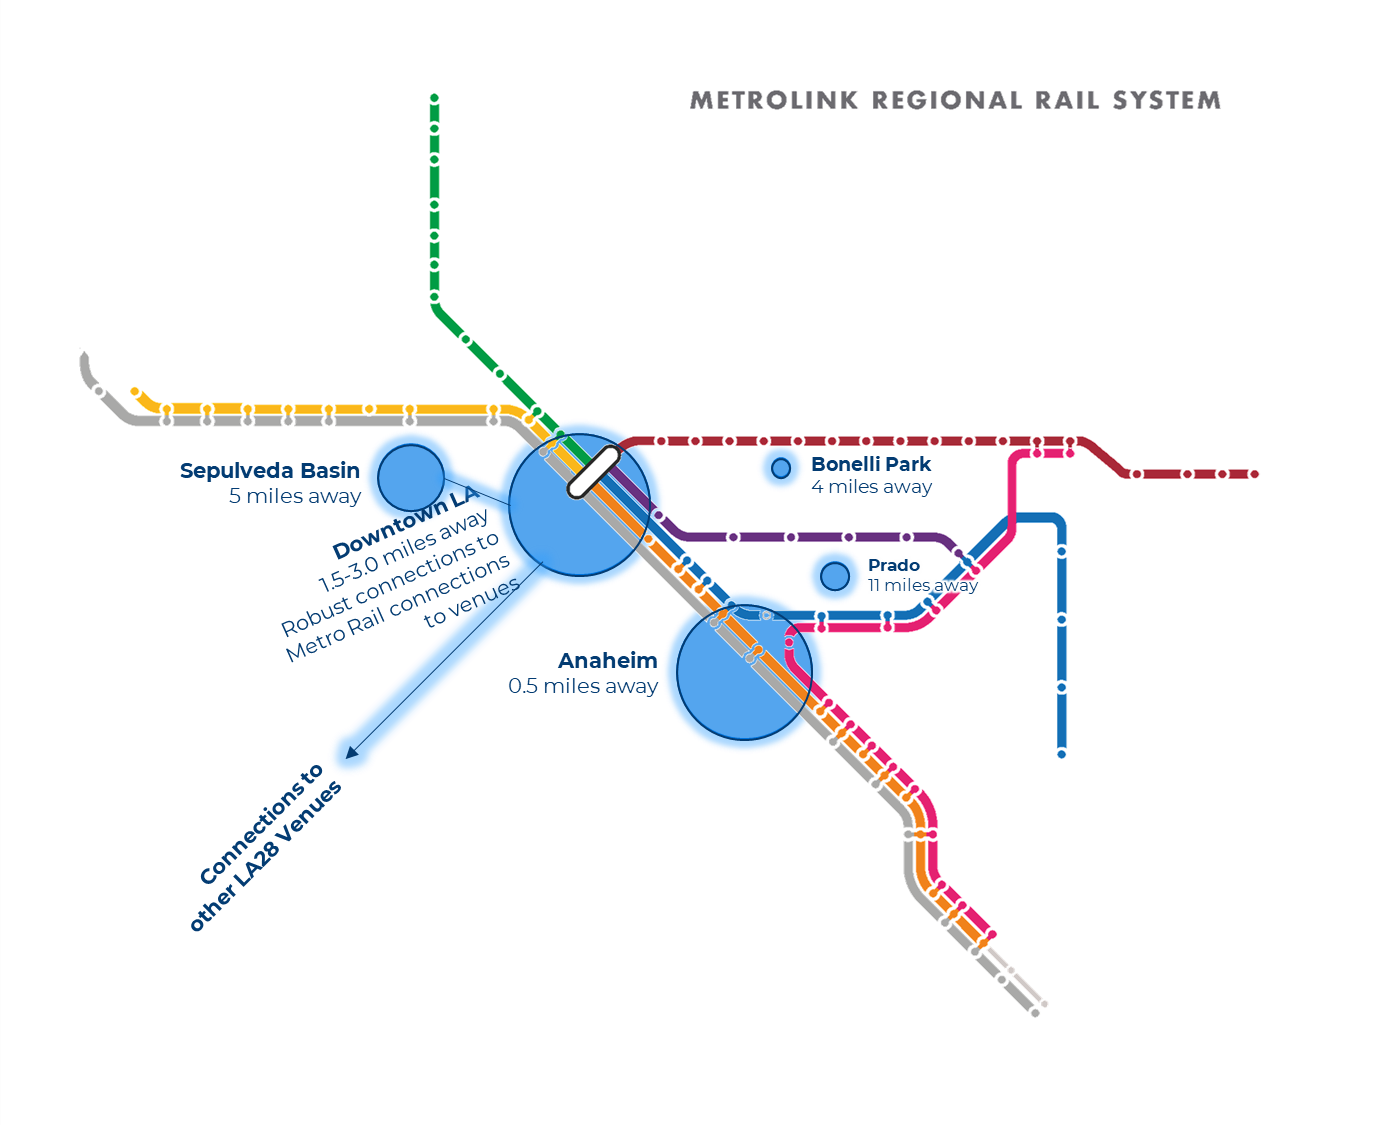 METROLINK REGIONAL RAIL SYSTEM
Sepulveda Basin
5 miles away
Bonelli Park
4 miles away
Downtown LA
1.5-3.0 miles away
Robust connections to
Metro Rail connections
to venues
Prado
11 miles away
Anaheim
0.5 miles away
Connections to
other LA28 Venues